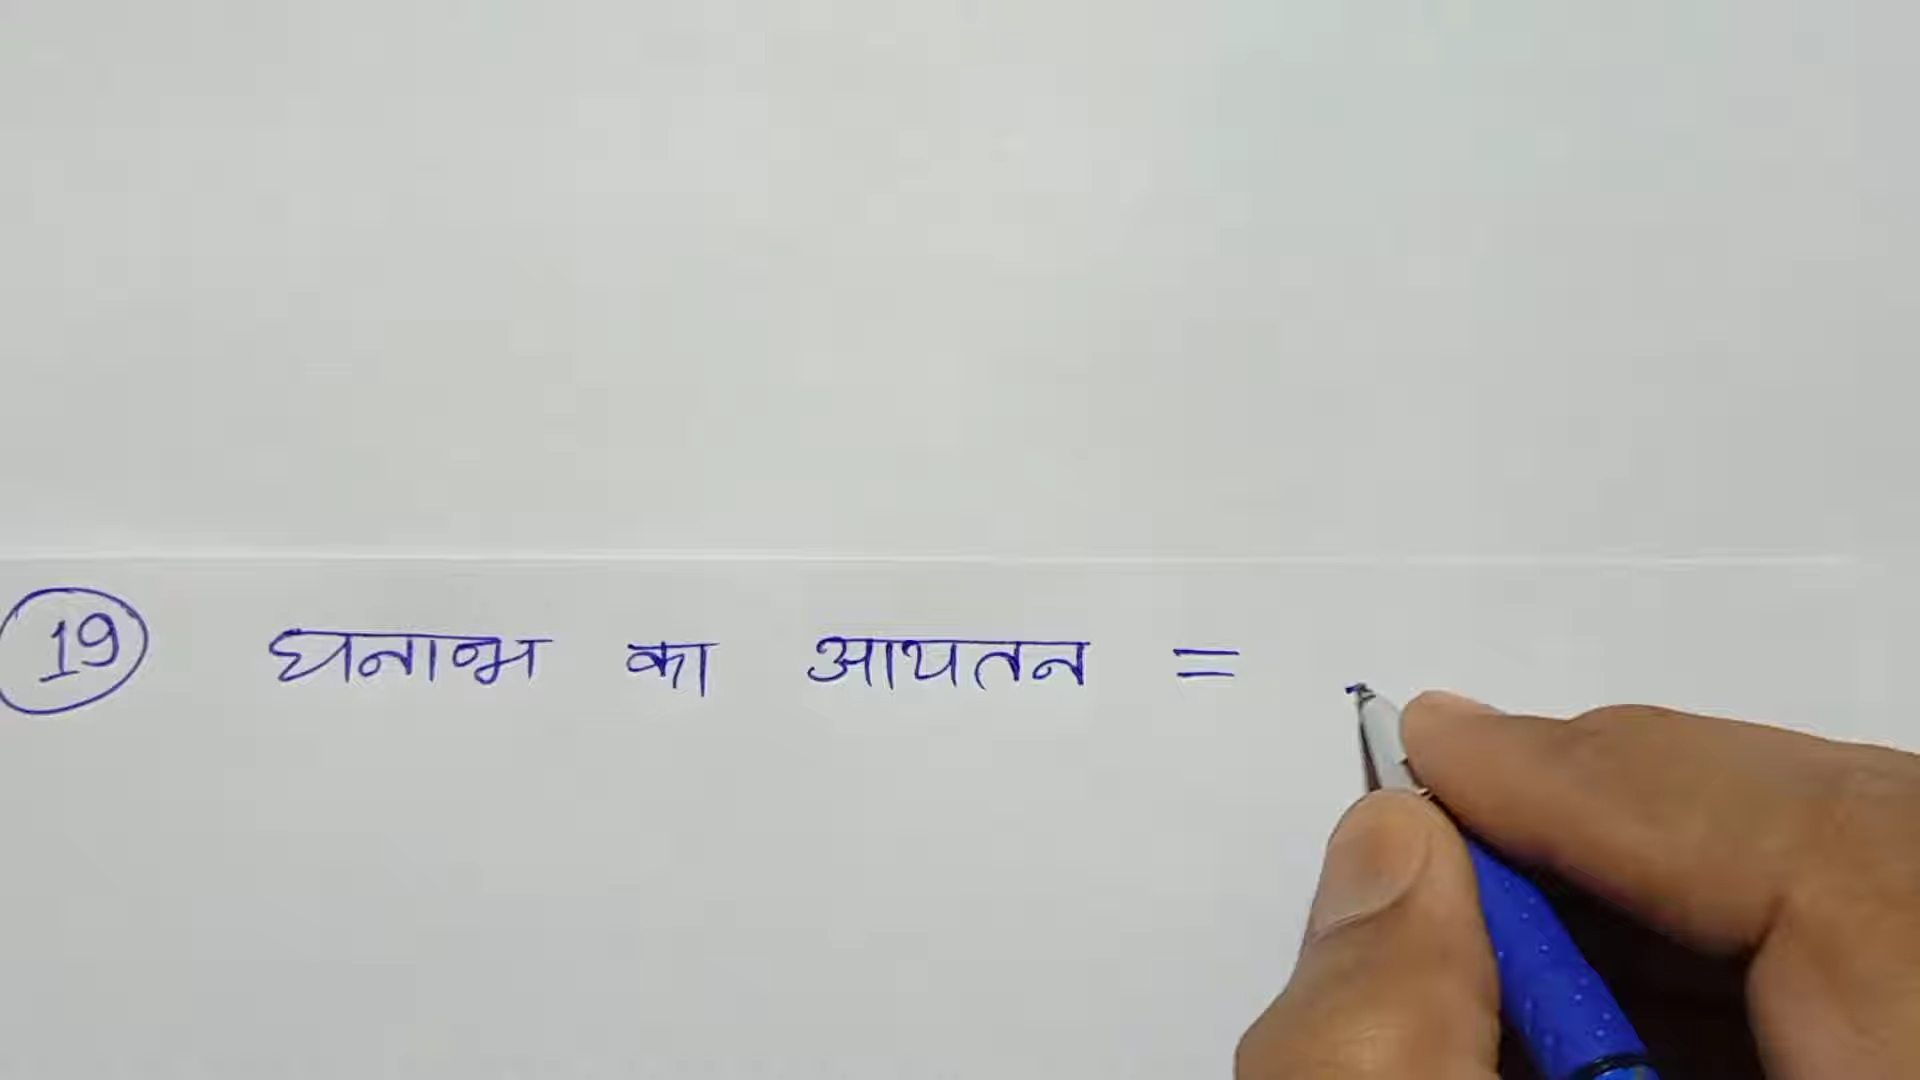 19 घनाभ का आयतन =